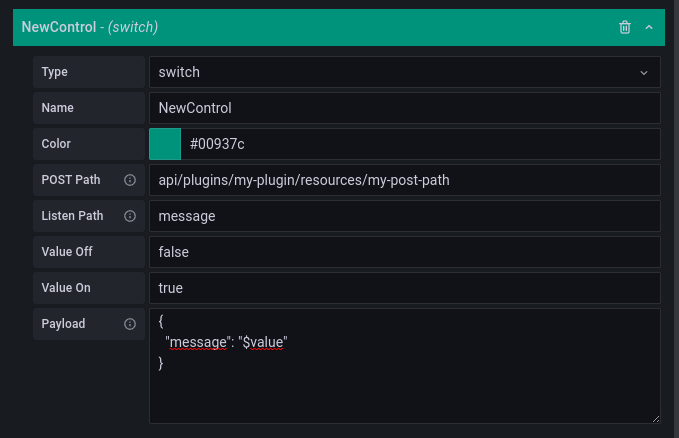 NewControl - (switch)
Type switch
Name NewControl
Color #00937c
POST Path api/plugins/my-plugin/resources/my-post-path
Listen Path message
Value Off false
Value On true
Payload {
"message": "$value"
}